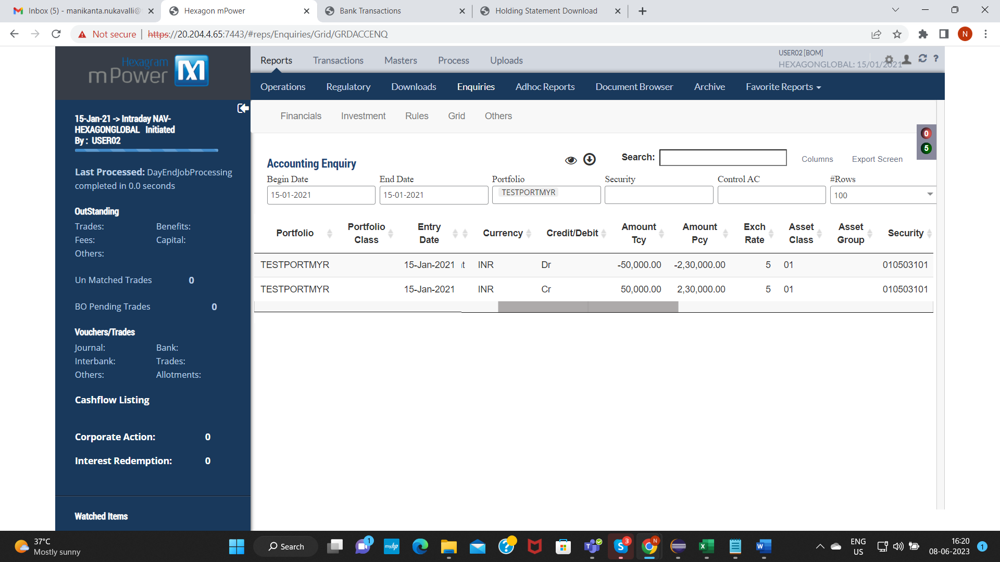 Inbox (5) - manikanta.nukavalli@
Hexagon mPower
Bank Transactions
Holding Statement Download
Not secure
https://20.204.4.65:7443/#reps/Enquiries/Grid/GRDACCENQ
N
Hexagram
mPower
Reports
Transactions
Masters
Process
Uploads
USER02 [BOM]
HEXAGONGLOBAL: 15/01/2021
?
Operations
Regulatory
Downloads
Enquiries
Adhoc Reports
Document Browser
Archive
Favorite Reports
Financials
Investment
Rules
Grid
Others
0
5
15-Jan-21 -> Intraday NAV-
HEXAGONGLOBAL Initiated
By : USER02
Last Processed: DayEndJobProcessing
completed in 0.0 seconds
OutStanding
Trades:
Benefits:
Fees:
Capital:
Others:
Un Matched Trades 0
BO Pending Trades 0
Vouchers/Trades
Journal:
Bank:
Interbank:
Trades:
Others:
Allotments:
Cashflow Listing
Corporate Action: 0
Interest Redemption: 0
Watched Items
Accounting Enquiry
Search:
Columns
Export Screen
Begin Date
End Date
Portfolio
Security
Control AC
#Rows
15-01-2021
15-01-2021
TESTPORTMYR
100
Portfolio
Portfolio Class
Entry Date
Currency
Credit/Debit
Amount Tcy
Amount Pcy
Exch Rate
Asset Class
Asset Group
Security
TESTPORTMYR 15-Jan-2021 it INR Dr -50,000.00 -2,30,000.00 5 01 010503101
TESTPORTMYR 15-Jan-2021 INR Cr 50,000.00 2,30,000.00 5 01 010503101
37°C
Mostly sunny
Search
1
myhp
3
N
ENG
US
16:20
08-06-2023
1